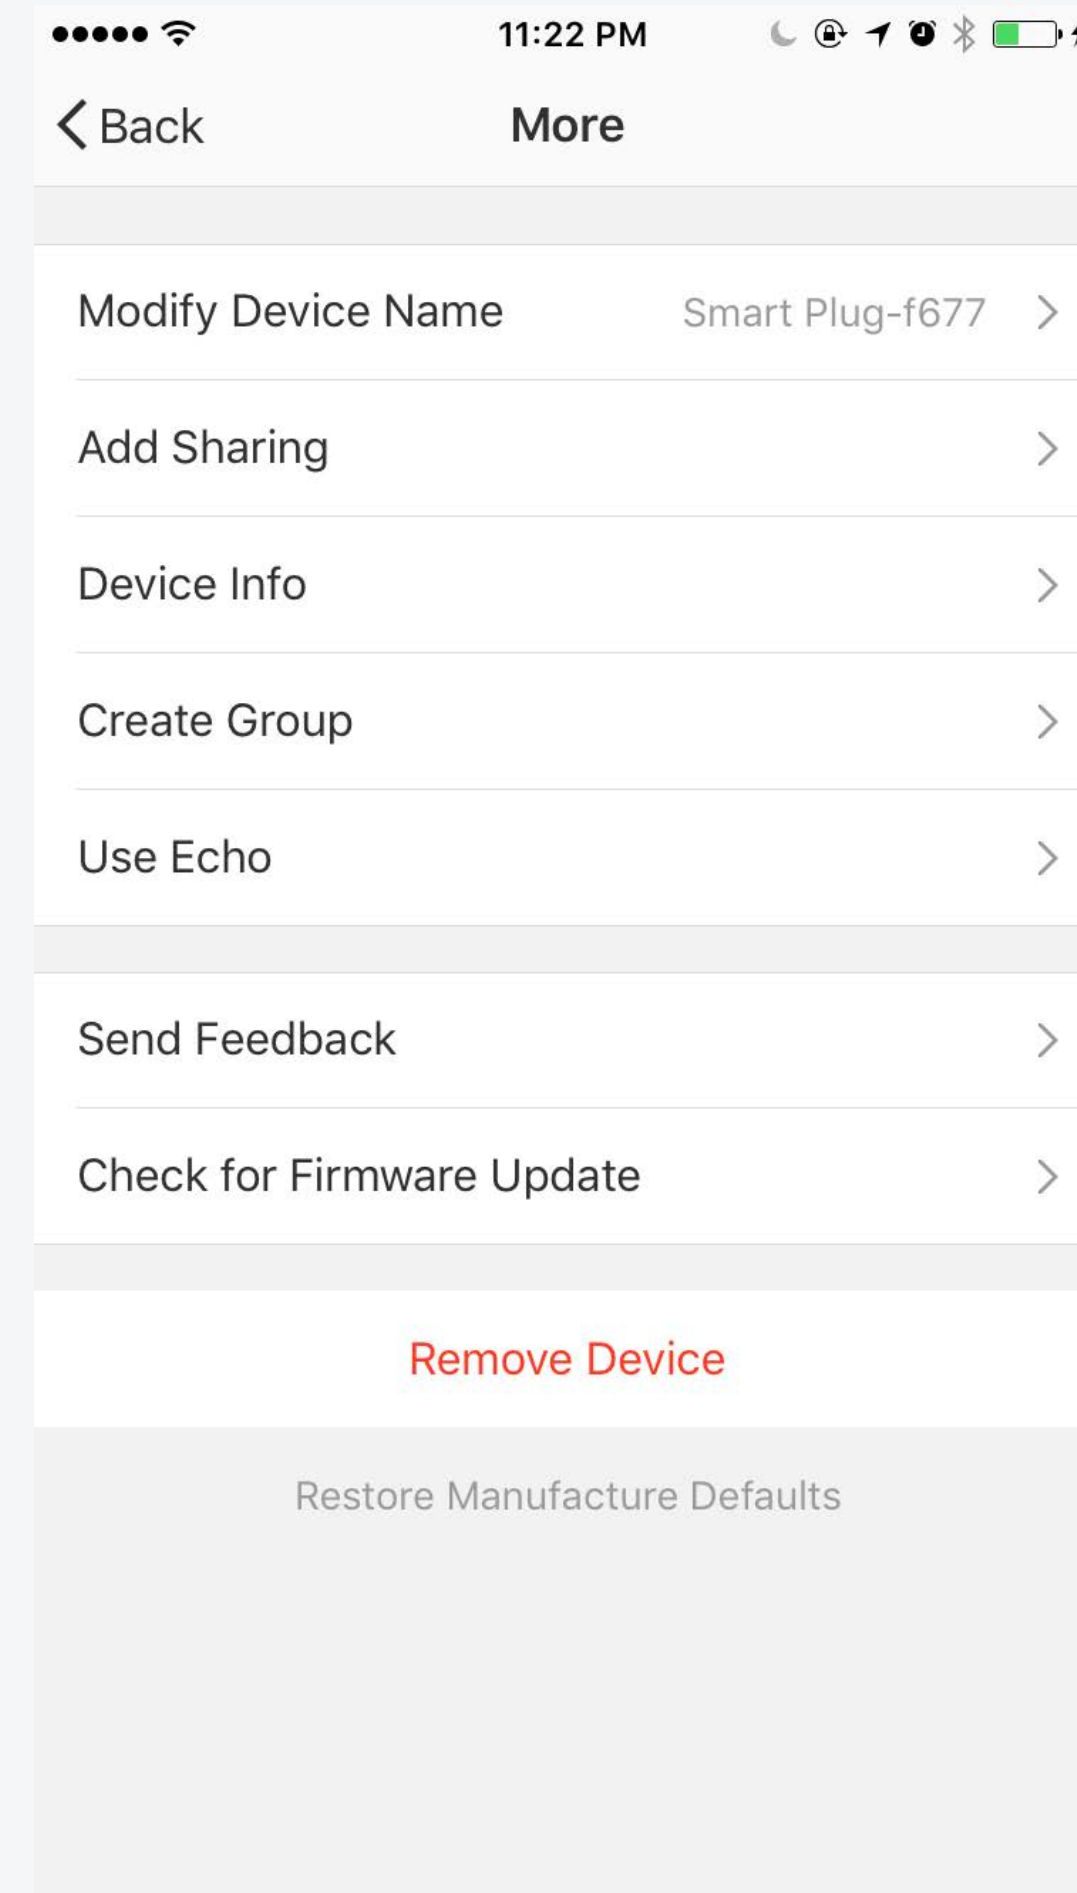 11:22 PM
Back
More
Modify Device Name Smart Plug-f677
Add Sharing
Device Info
Create Group
Use Echo
Send Feedback
Check for Firmware Update
Remove Device
Restore Manufacture Defaults